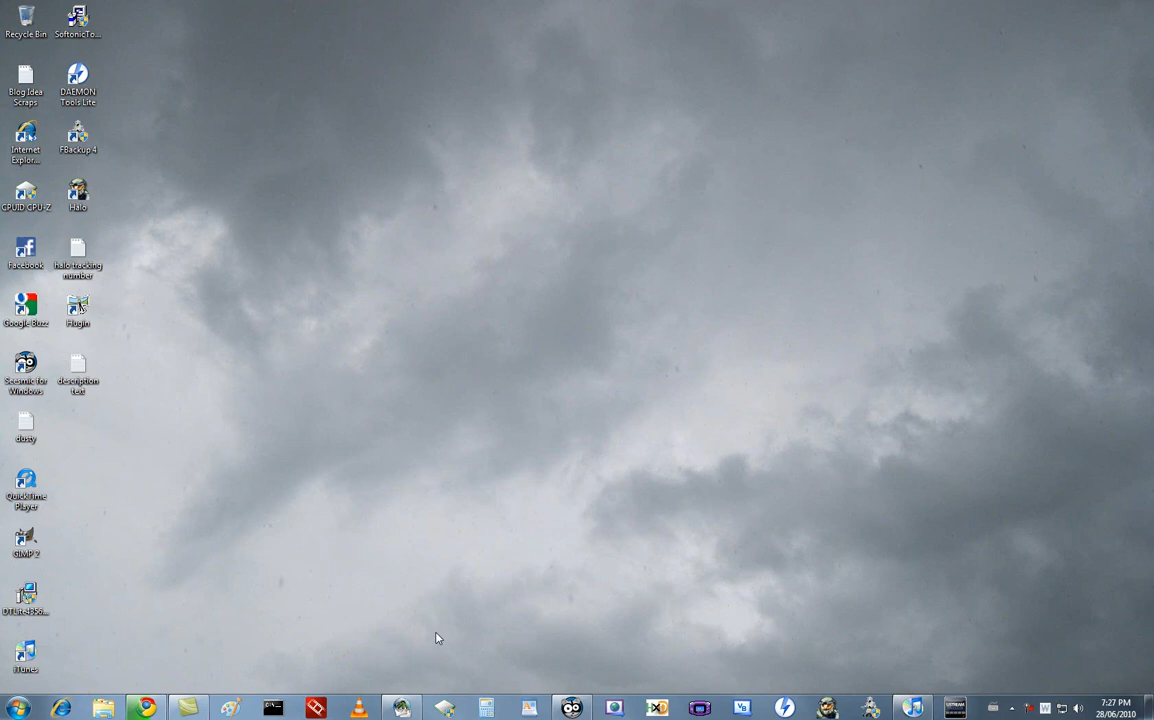 Recycle Bin
SoftonicTo...
Blog Idea
Scraps
DAEMON
Tools Lite
Internet
Explor...
FBackup 4
CPUID CPU-Z
Halo
Facebook
halo tracking
number
Google Buzz
Hugin
Seesmic for
Windows
description
text
dusty
QuickTime
Player
GIMP 2
DTLite4356...
iTunes
7:27 PM
28/06/2010